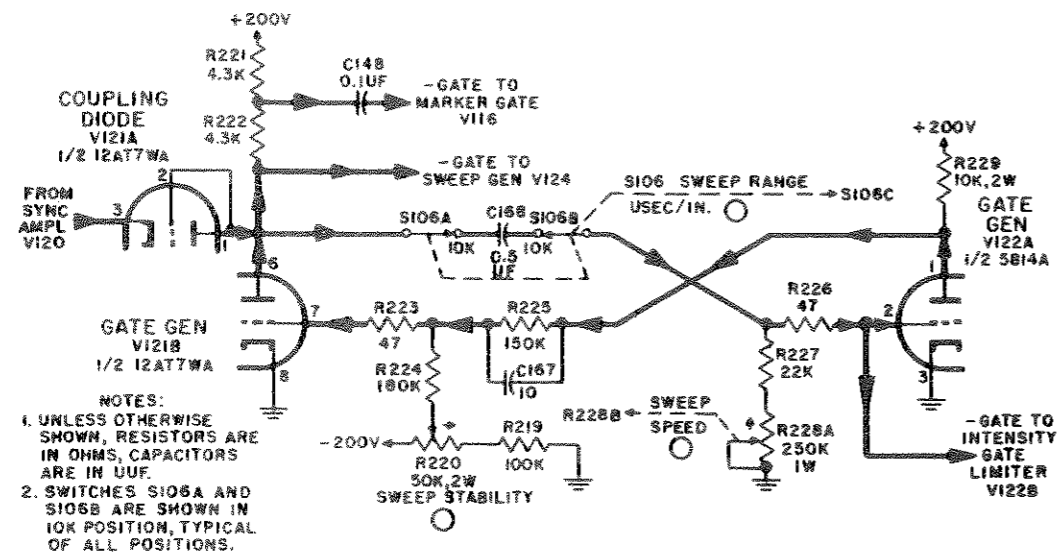 +200V
R221
4.3K
C148
0.1UF
-GATE TO
MARKER GATE
V116
COUPLING
DIODE
V121A
1/2 12AT7WA
R222
4.3K
+200V
-GATE TO
SWEEP GEN V124
R229
10K,2W
FROM
SYNC
AMPL
V120
2
3
1
S106 SWEEP RANGE
USEC/IN.
S106C
S106A
C168
S106B
10K
10K
0.5
UF
GATE
GEN
V122A
1/2 5814A
6
1
GATE GEN
V121B
1/2 12AT7WA
7
8
R223
47
R225
150K
R226
47
2
3
R224
180K
C167
10
R227
22K
NOTES:
1. UNLESS OTHERWISE
SHOWN, RESISTORS ARE
IN OHMS, CAPACITORS
ARE IN UUF.
2. SWITCHES S106A AND
S106B ARE SHOWN IN
10K POSITION, TYPICAL
OF ALL POSITIONS.
-200V
R220
50K,2W
SWEEP STABILITY
R219
100K
R228B
SWEEP
SPEED
R228A
250K
1W
-GATE TO
INTENSITY
GATE
LIMITER
V122B